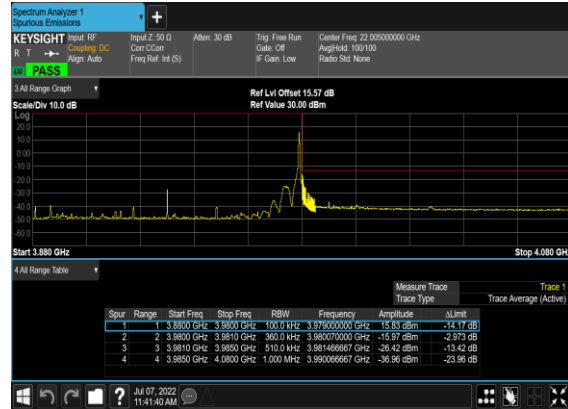 Spectrum Analyzer 1
Spurious Emissions
KEYSIGHT Input: RF Input Z: 50 Ω Atten: 30 dB Trig: Free Run Center Freq: 22.005000000 GHz
R T Coupling: DC Corr CCorr Gate: Off Avg|Hold: 100/100
Align: Auto Freq Ref: Int (S) IF Gain: Low Radio Std: None
PASS
3 All Range Graph
Ref Lvl Offset 15.57 dB
Scale/Div 10.0 dB Ref Value 30.00 dBm
Log
20.0
10.0
0.00
-10.0
-20.0
-30.0
-40.0
-50.0
-60.0
Start 3.880 GHz Stop 4.080 GH
4 All Range Table
Measure Trace Trace 1
Trace Type Trace Average (Active)
Spur Range Start Freq Stop Freq RBW Frequency Amplitude ΔLimit
1 1 3.8800 GHz 3.9800 GHz 100.0 kHz 3.979000000 GHz 15.83 dBm -14.17 dB
2 2 3.9800 GHz 3.9810 GHz 360.0 kHz 3.980070000 GHz -15.97 dBm -2.973 dB
3 3 3.9810 GHz 3.9850 GHz 510.0 kHz 3.981466667 GHz -26.42 dBm -13.42 dB
4 4 3.9850 GHz 4.0800 GHz 1.000 MHz 3.990066667 GHz -36.96 dBm -23.96 dB
? Jul 07, 2022
11:41:40 AM